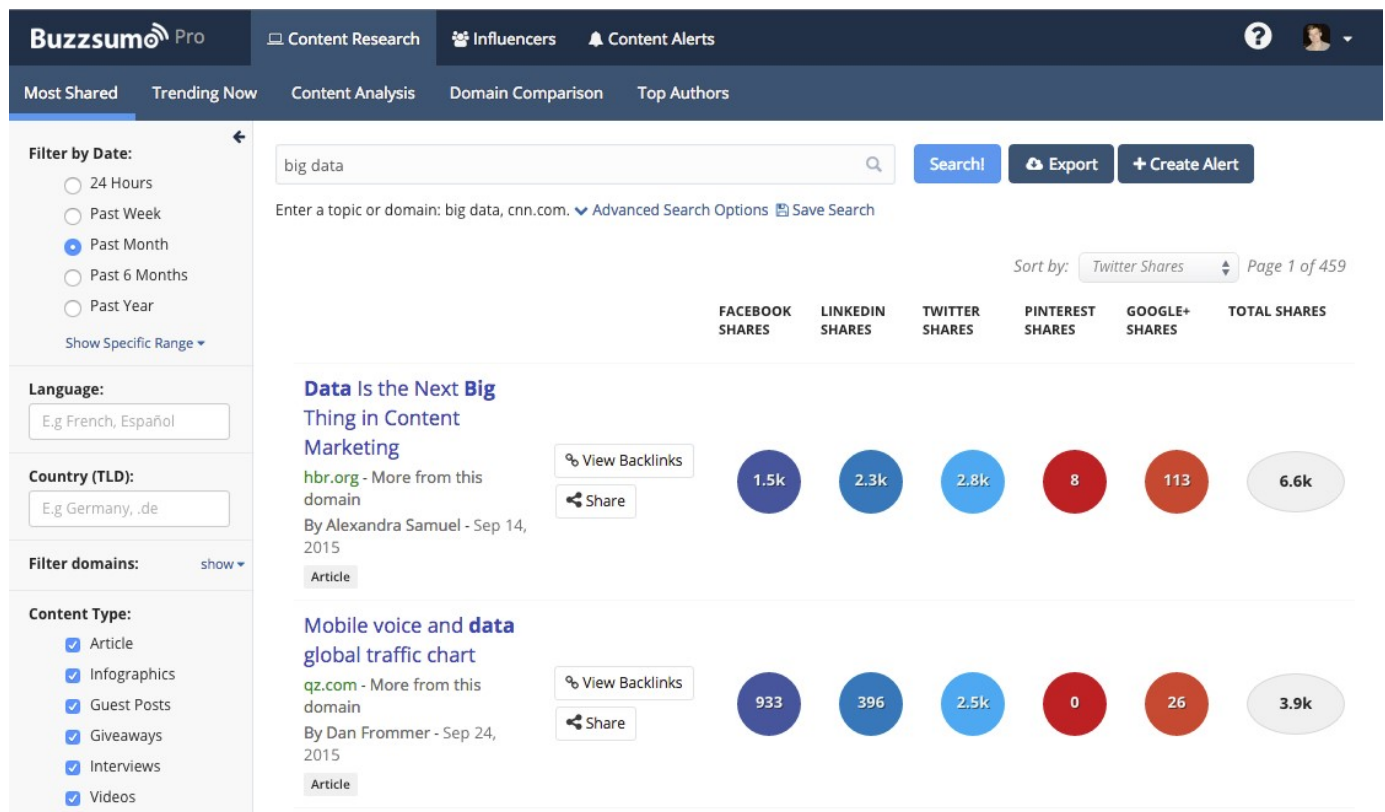 Buzzsumo Pro
Content Research
Influencers
Content Alerts
?
Most Shared
Trending Now
Content Analysis
Domain Comparison
Top Authors
Filter by Date:
24 Hours
Past Week
Past Month
Past 6 Months
Past Year
Show Specific Range
Language:
E.g French, Español
Country (TLD):
E.g Germany, .de
Filter domains: show
Content Type:
Article
Infographics
Guest Posts
Giveaways
Interviews
Videos
big data
Search!
Export
+ Create Alert
Enter a topic or domain: big data, cnn.com. Advanced Search Options Save Search
Sort by: Twitter Shares Page 1 of 459
FACEBOOK SHARES
LINKEDIN SHARES
TWITTER SHARES
PINTEREST SHARES
GOOGLE+ SHARES
TOTAL SHARES
Data Is the Next Big
Thing in Content
Marketing
hbr.org - More from this
domain
By Alexandra Samuel - Sep 14,
2015
Article
View Backlinks
Share
1.5k
2.3k
2.8k
8
113
6.6k
Mobile voice and data
global traffic chart
qz.com - More from this
domain
By Dan Frommer - Sep 24,
2015
Article
View Backlinks
Share
933
396
2.5k
0
26
3.9k